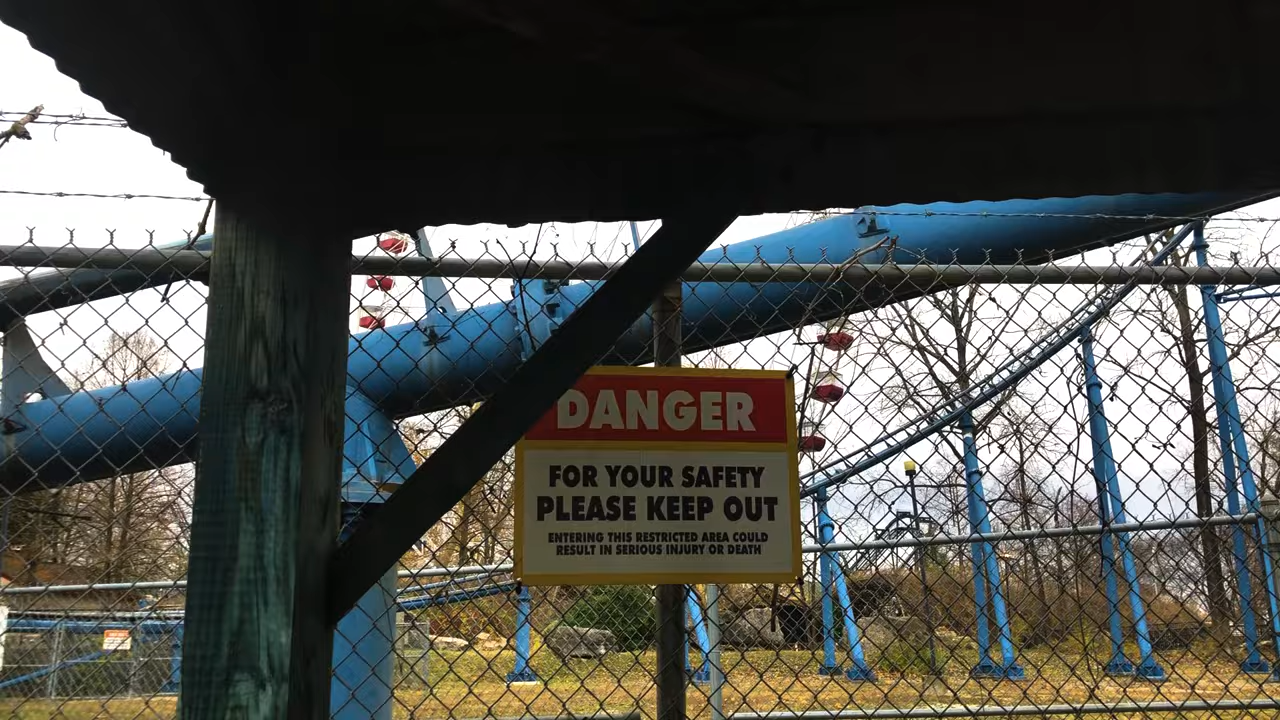 DANGER
FOR YOUR SAFETY
PLEASE KEEP OUT
ENTERING THIS RESTRICTED AREA COULD
RESULT IN SERIOUS INJURY OR DEATH